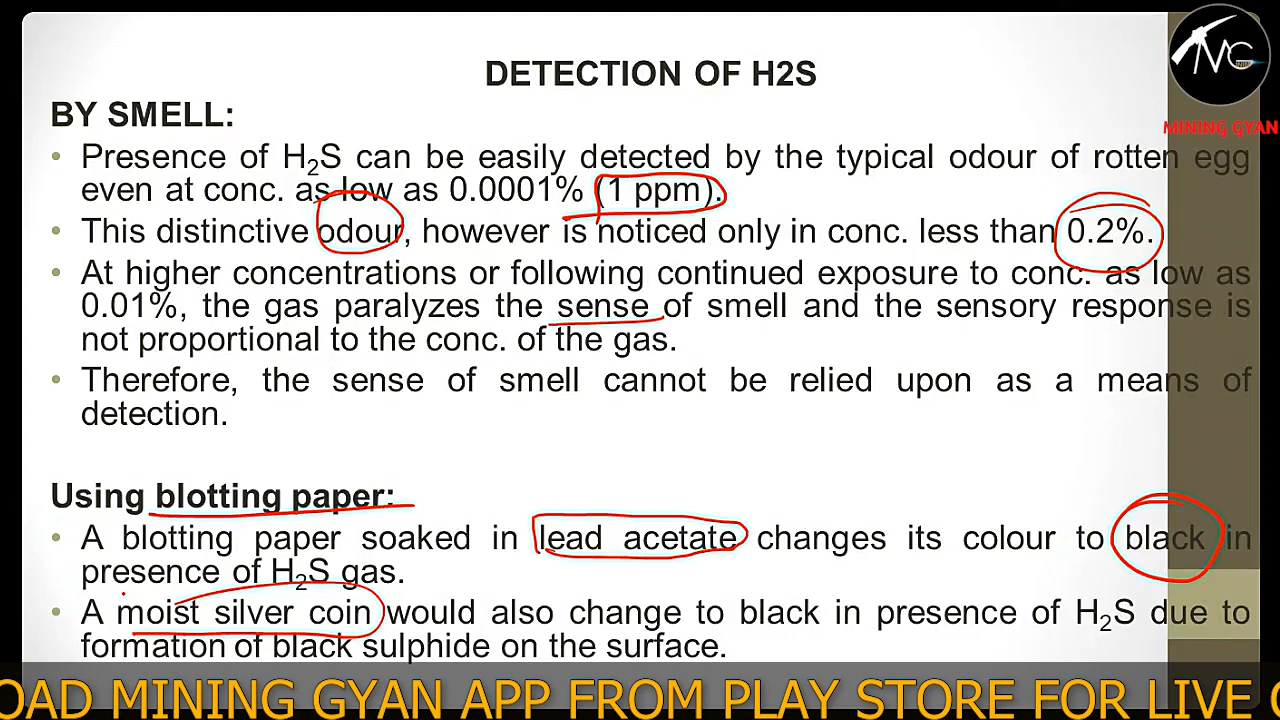 DETECTION OF H2S
BY SMELL:
• Presence of H₂S can be easily detected by the typical odour of rotten egg
even at conc. as low as 0.0001% (1 ppm).
• This distinctive odour, however is noticed only in conc. less than 0.2%.
• At higher concentrations or following continued exposure to conc. as low as
0.01%, the gas paralyzes the sense of smell and the sensory response is
not proportional to the conc. of the gas.
• Therefore, the sense of smell cannot be relied upon as a means of
detection.
Using blotting paper:
• A blotting paper soaked in lead acetate changes its colour to black in
presence of H₂S gas.
• A moist silver coin would also change to black in presence of H₂S due to
formation of black sulphide on the surface.
MG
MINING GYAN
OAD MINING GYAN APP FROM PLAY STORE FOR LIVE C